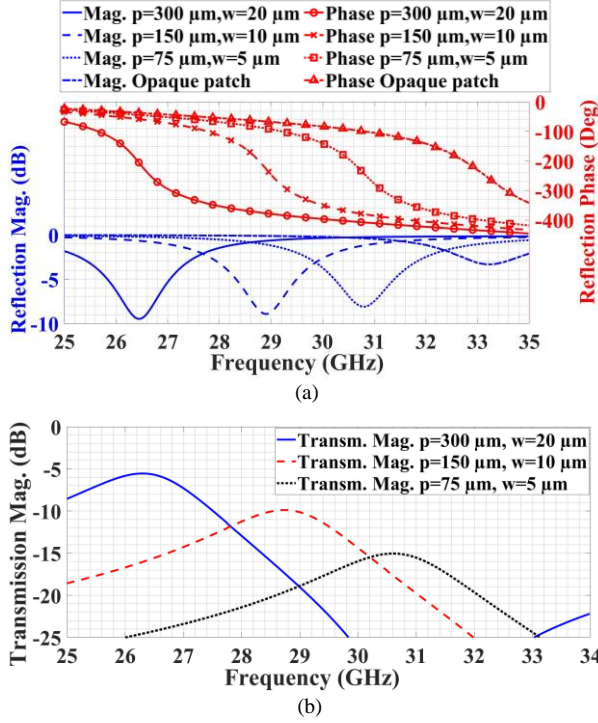 Mag. p=300 µm,w=20 µm Phase p=300 µm,w=20 µm
Mag. p=150 µm,w=10 µm Phase p=150 µm,w=10 µm
Mag. p=75 µm,w=5 µm Phase p=75 µm,w=5 µm
Mag. Opaque patch Phase Opaque patch
Reflection Mag. (dB)
0
-5
-10
0
-100
-200
-300
-400
Reflection Phase (Deg)
25 26 27 28 29 30 31 32 33 35
Frequency (GHz)
(a)
Transmission Mag. (dB)
0
-5
-10
-15
-20
-25
Transm. Mag. p=300 µm, w=20 µm
Transm. Mag. p=150 µm, w=10 µm
Transm. Mag. p=75 µm, w=5 µm
25 26 27 28 29 30 31 32 33 34
Frequency (GHz)
(b)